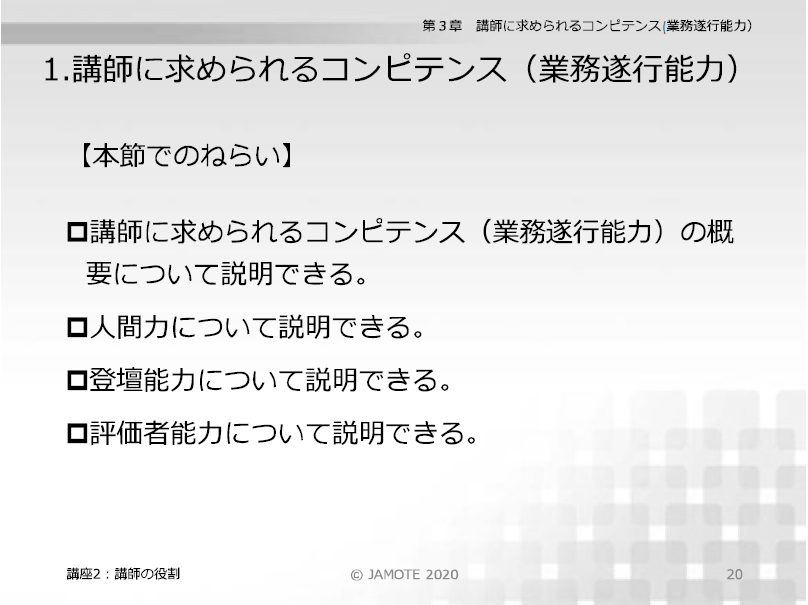 第３章　講師に求められるコンピテンス(業務遂行能力）
1.講師に求められるコンピテンス（業務遂行能力）
【本節でのねらい】
講師に求められるコンピテンス（業務遂行能力）の概
要について説明できる。
人間力について説明できる。
登壇能力について説明できる。
評価者能力について説明できる。
講座2：講師の役割
© JAMOTE 2020
20